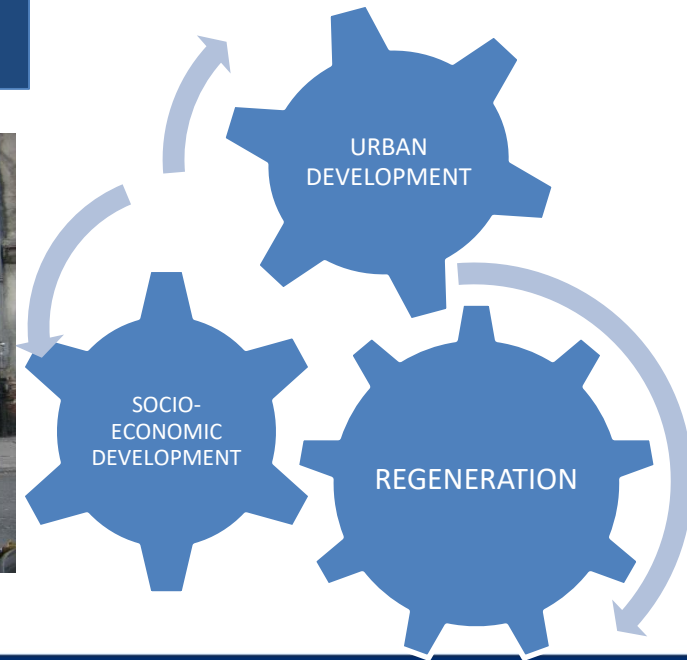 URBAN
DEVELOPMENT
SOCIO-
ECONOMIC
DEVELOPMENT
REGENERATION